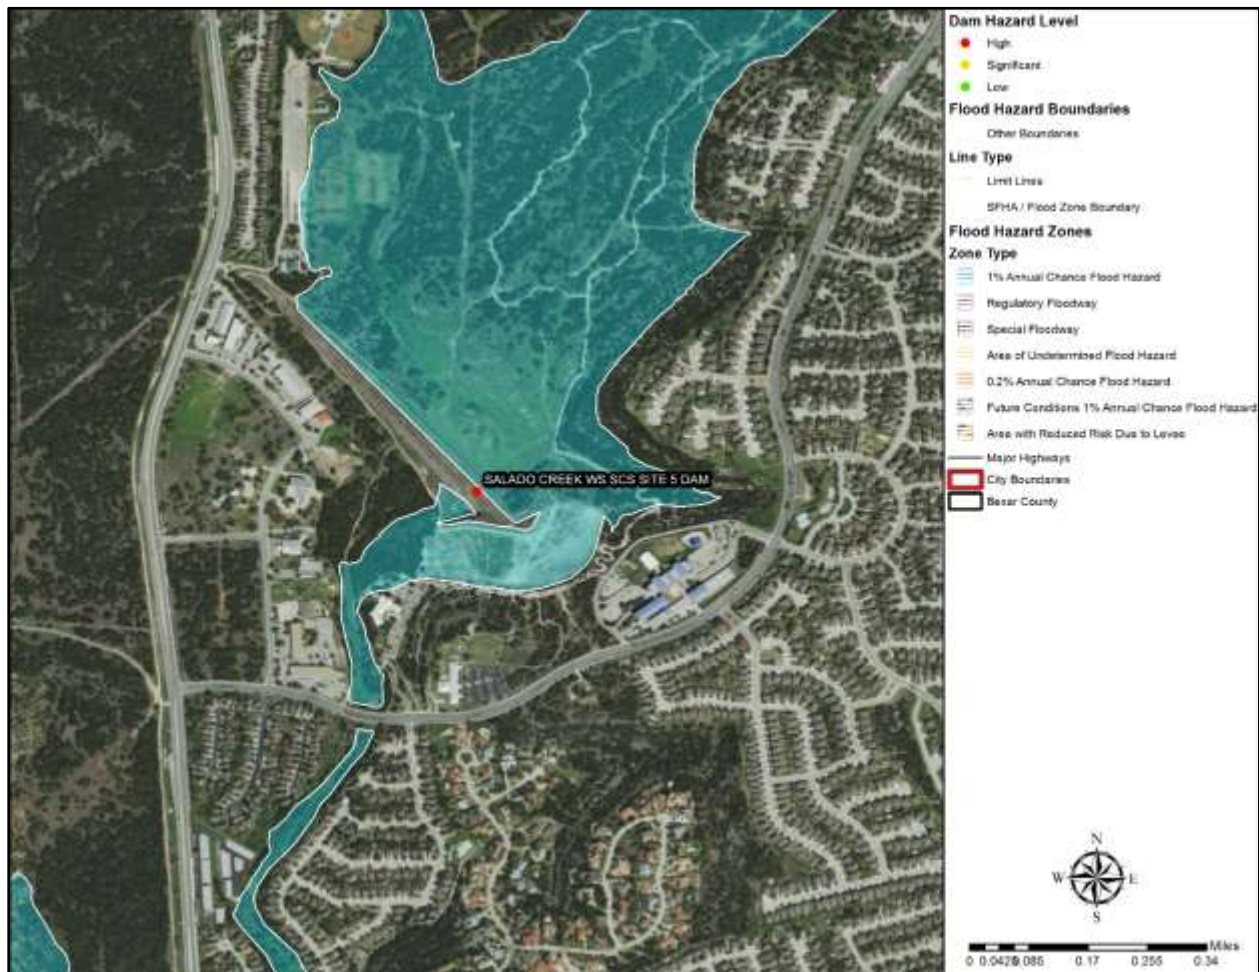 SALADO CREEK WS SCS SITE 5 DAM
Dam Hazard Level
High
Significant
Low
Flood Hazard Boundaries
Other Boundaries
Line Type
Limit Lines
SFHA / Flood Zone Boundary
Flood Hazard Zones
Zone Type
1% Annual Chance Flood Hazard
Regulatory Floodway
Special Floodway
Area of Undetermined Flood Hazard
0.2% Annual Chance Flood Hazard
Future Conditions 1% Annual Chance Flood Hazard
Area with Reduced Risk Due to Levee
Major Highways
City Boundaries
Bexar County
N
W E
S
Miles
0 0.0425 0.085 0.17 0.255 0.34